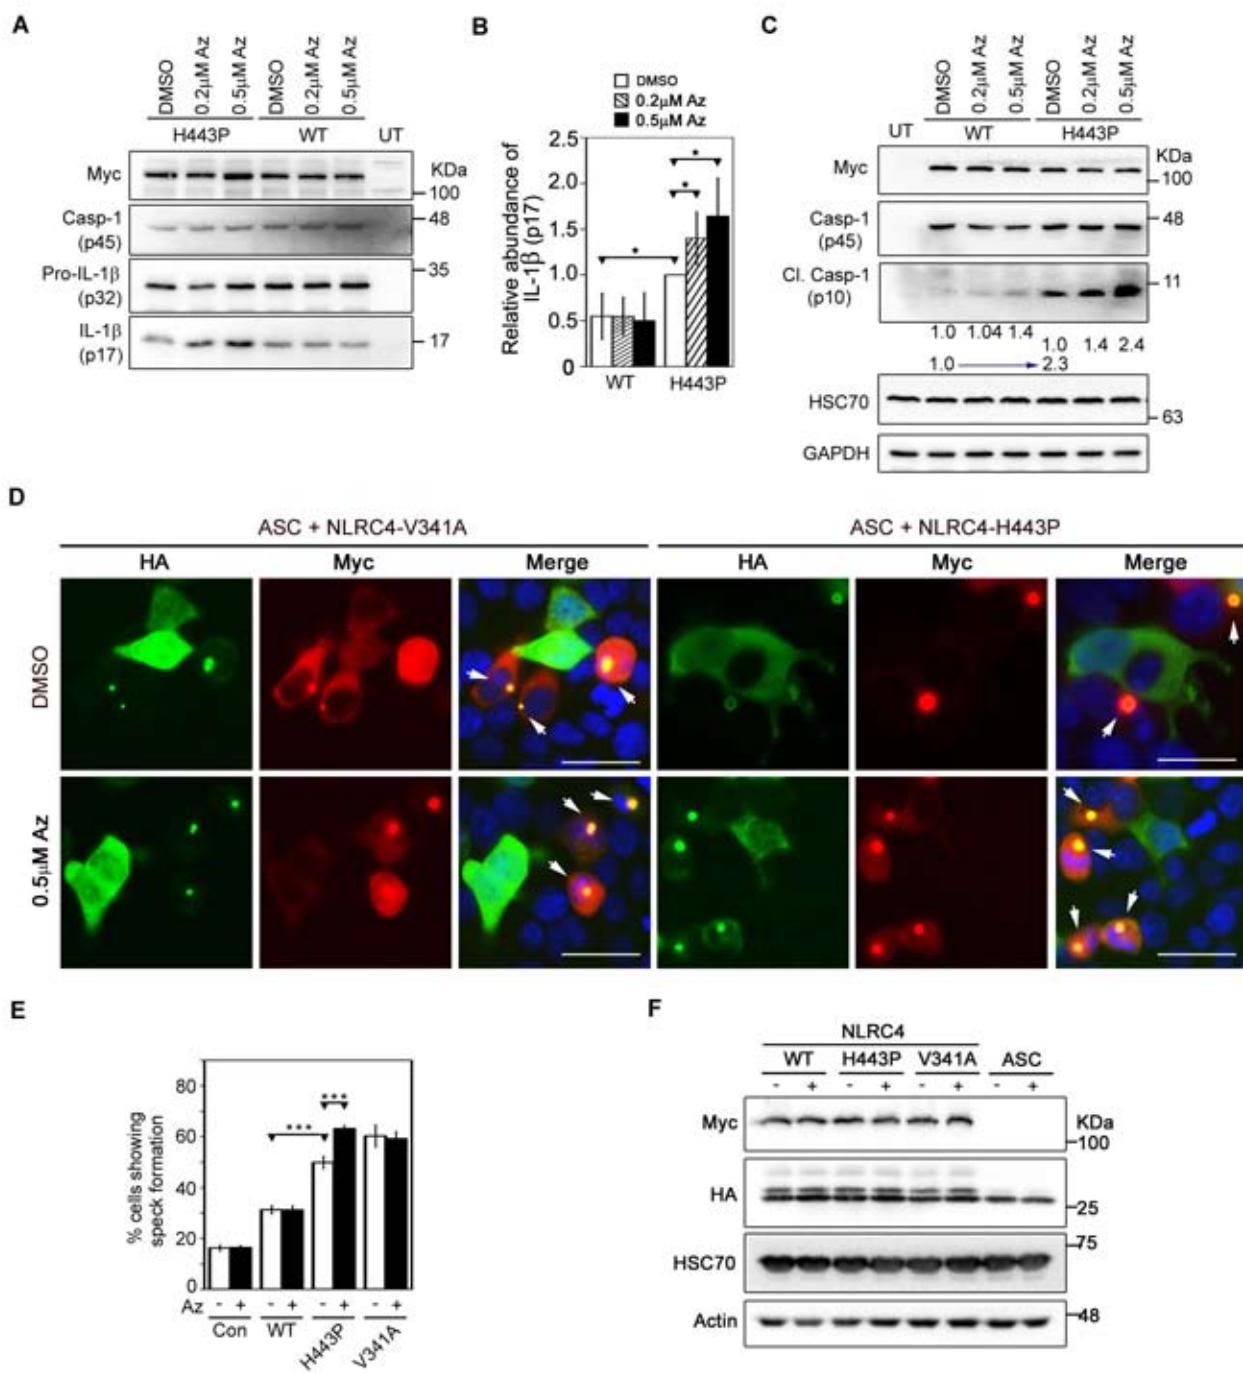 A
DMSO
0.2µM Az
0.5µM Az
DMSO
0.2µM Az
0.5µM Az
H443P WT UT
Myc
KDa
100
Casp-1
(p45)
48
Pro-IL-1β
(p32)
35
IL-1β
(p17)
17
B
DMSO
0.2µM Az
0.5µM Az
Relative abundance of
IL-1β (p17)
2.5
2.0
1.5
1.0
0.5
0
* * *
WT H443P
C
DMSO
0.2µM Az
0.5µM Az
DMSO
0.2µM Az
0.5µM Az
UT WT H443P
Myc
KDa
100
Casp-1
(p45)
48
Cl. Casp-1
(p10)
11
1.0 1.04 1.4 1.0 1.4 2.4
1.0 2.3
HSC70
63
GAPDH
D
ASC + NLRC4-V341A ASC + NLRC4-H443P
HA Myc Merge HA Myc Merge
DMSO
0.5µM Az
E
% cells showing
speck formation
80
60
40
20
0
*** ***
Az - + - + - + - +
Con WT H443P V341A
F
NLRC4
WT H443P V341A ASC
- + - + - + - +
Myc
KDa
100
HA
25
HSC70
75
Actin
48